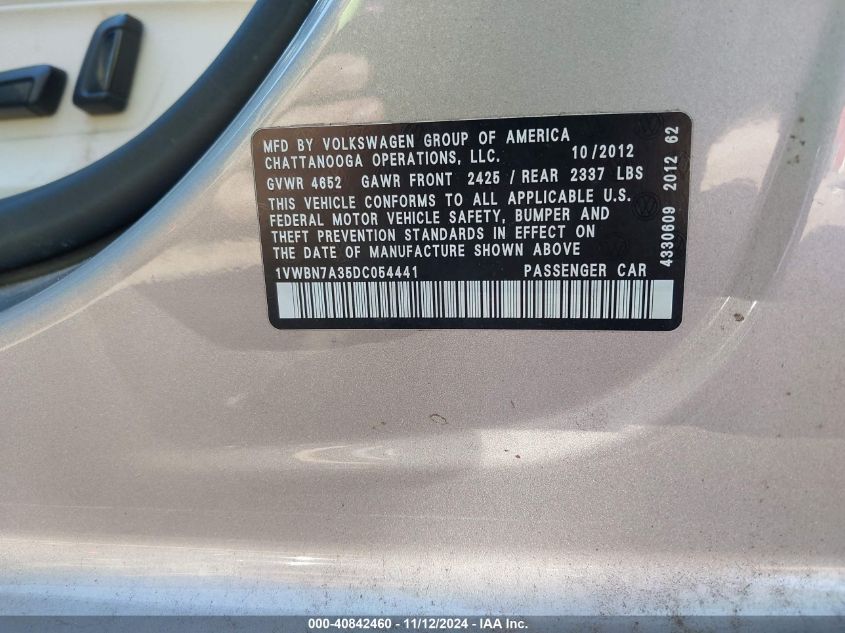 MFD BY VOLKSWAGEN GROUP OF AMERICA
CHATTANOOGA OPERATIONS, LLC. 10/2012
GVWR 4652 GAWR FRONT 2425 / REAR 2337 LBS
THIS VEHICLE CONFORMS TO ALL APPLICABLE U.S.
FEDERAL MOTOR VEHICLE SAFETY, BUMPER AND
THEFT PREVENTION STANDARDS IN EFFECT ON
THE DATE OF MANUFACTURE SHOWN ABOVE
1VWBN7A35DC054441 PASSENGER CAR
4330609 2012 62
000-40842460 - 11/12/2024 - IAAI.com